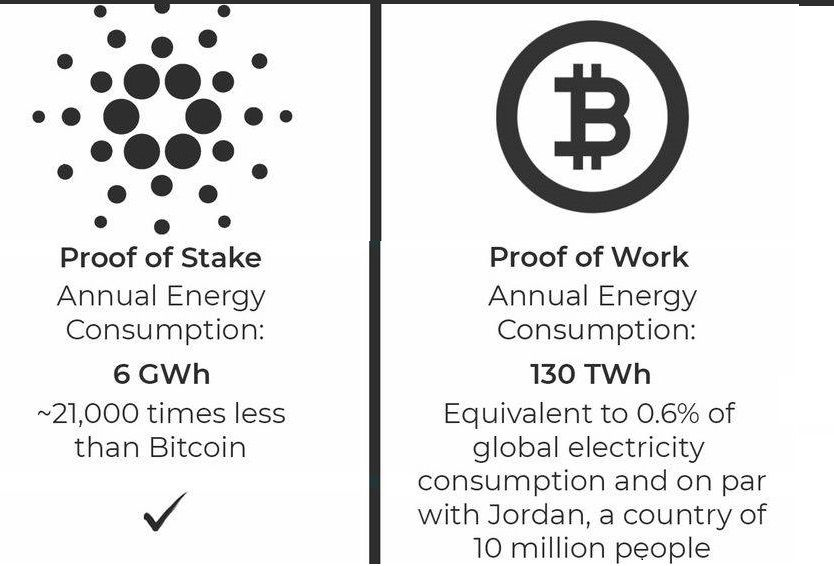 Proof of Stake
Annual Energy
Consumption:
6 GWh
~21,000 times less
than Bitcoin
Proof of Work
Annual Energy
Consumption:
130 TWh
Equivalent to 0.6% of
global electricity
consumption and on par
with Jordan, a country of
10 million people